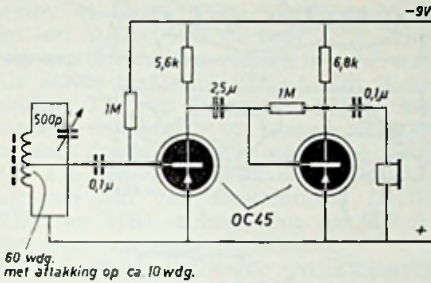 -9V
5,6k
6,8k
2,5µ
1M
0,1µ
1M
500p
0,1µ
OC45
+
60 wdg.
met aftakking op ca. 10 wdg.